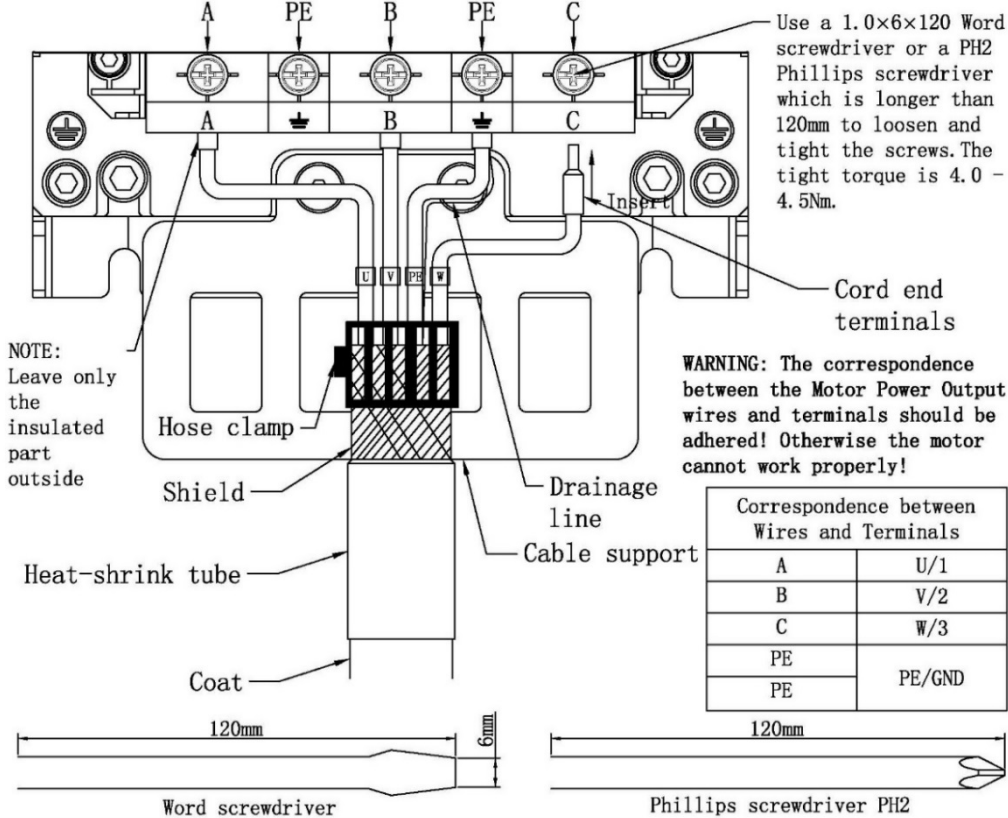 A PE B PE C
Use a 1.0×6×120 Word
screwdriver or a PH2
Phillips screwdriver
which is longer than
120mm to loosen and
tight the screws. The
tight torque is 4.0 -
4.5Nm.
A B C
Insert
U V PE W
Cord end
terminals
NOTE:
Leave only
the
insulated
part
outside
WARNING: The correspondence
between the Motor Power Output
wires and terminals should be
adhered! Otherwise the motor
cannot work properly!
Hose clamp
Shield
Drainage
line
Cable support
Heat-shrink tube
Coat
Correspondence between
Wires and Terminals
A U/1
B V/2
C W/3
PE PE/GND
PE
120mm
6mm
Word screwdriver
120mm
Phillips screwdriver PH2